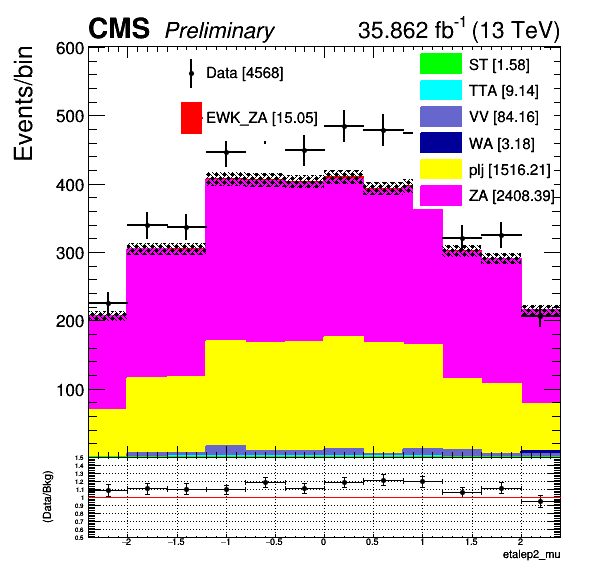 CMS Preliminary 35.862 fb-1 (13 TeV)
Events/bin
600
500
400
300
200
100
Data [4568]
EWK_ZA [15.05]
ST [1.58]
TTA [9.14]
VV [84.16]
WA [3.18]
plj [1516.21]
ZA [2408.39]
(Data/Bkg)
1.5
1.4
1.3
1.2
1.1
1
0.9
0.8
0.7
0.6
0.5
−2 −1.5 −1 −0.5 0 0.5 1 1.5 2
etalep2_mu